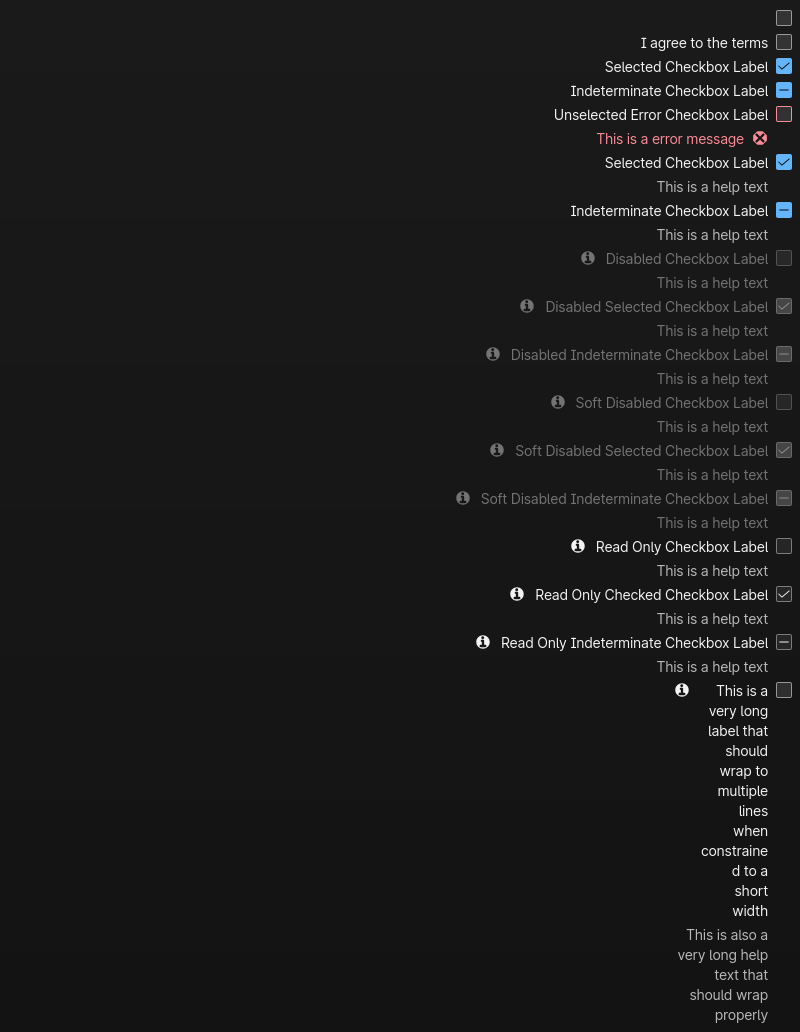 I agree to the terms
Selected Checkbox Label
Indeterminate Checkbox Label
Unselected Error Checkbox Label
This is a error message
Selected Checkbox Label
This is a help text
Indeterminate Checkbox Label
This is a help text
Disabled Checkbox Label
This is a help text
Disabled Selected Checkbox Label
This is a help text
Disabled Indeterminate Checkbox Label
This is a help text
Soft Disabled Checkbox Label
This is a help text
Soft Disabled Selected Checkbox Label
This is a help text
Soft Disabled Indeterminate Checkbox Label
This is a help text
Read Only Checkbox Label
This is a help text
Read Only Checked Checkbox Label
This is a help text
Read Only Indeterminate Checkbox Label
This is a help text
This is a
very long
label that
should
wrap to
multiple
lines
when
constraine
d to a
short
width
This is also a
very long help
text that
should wrap
properly